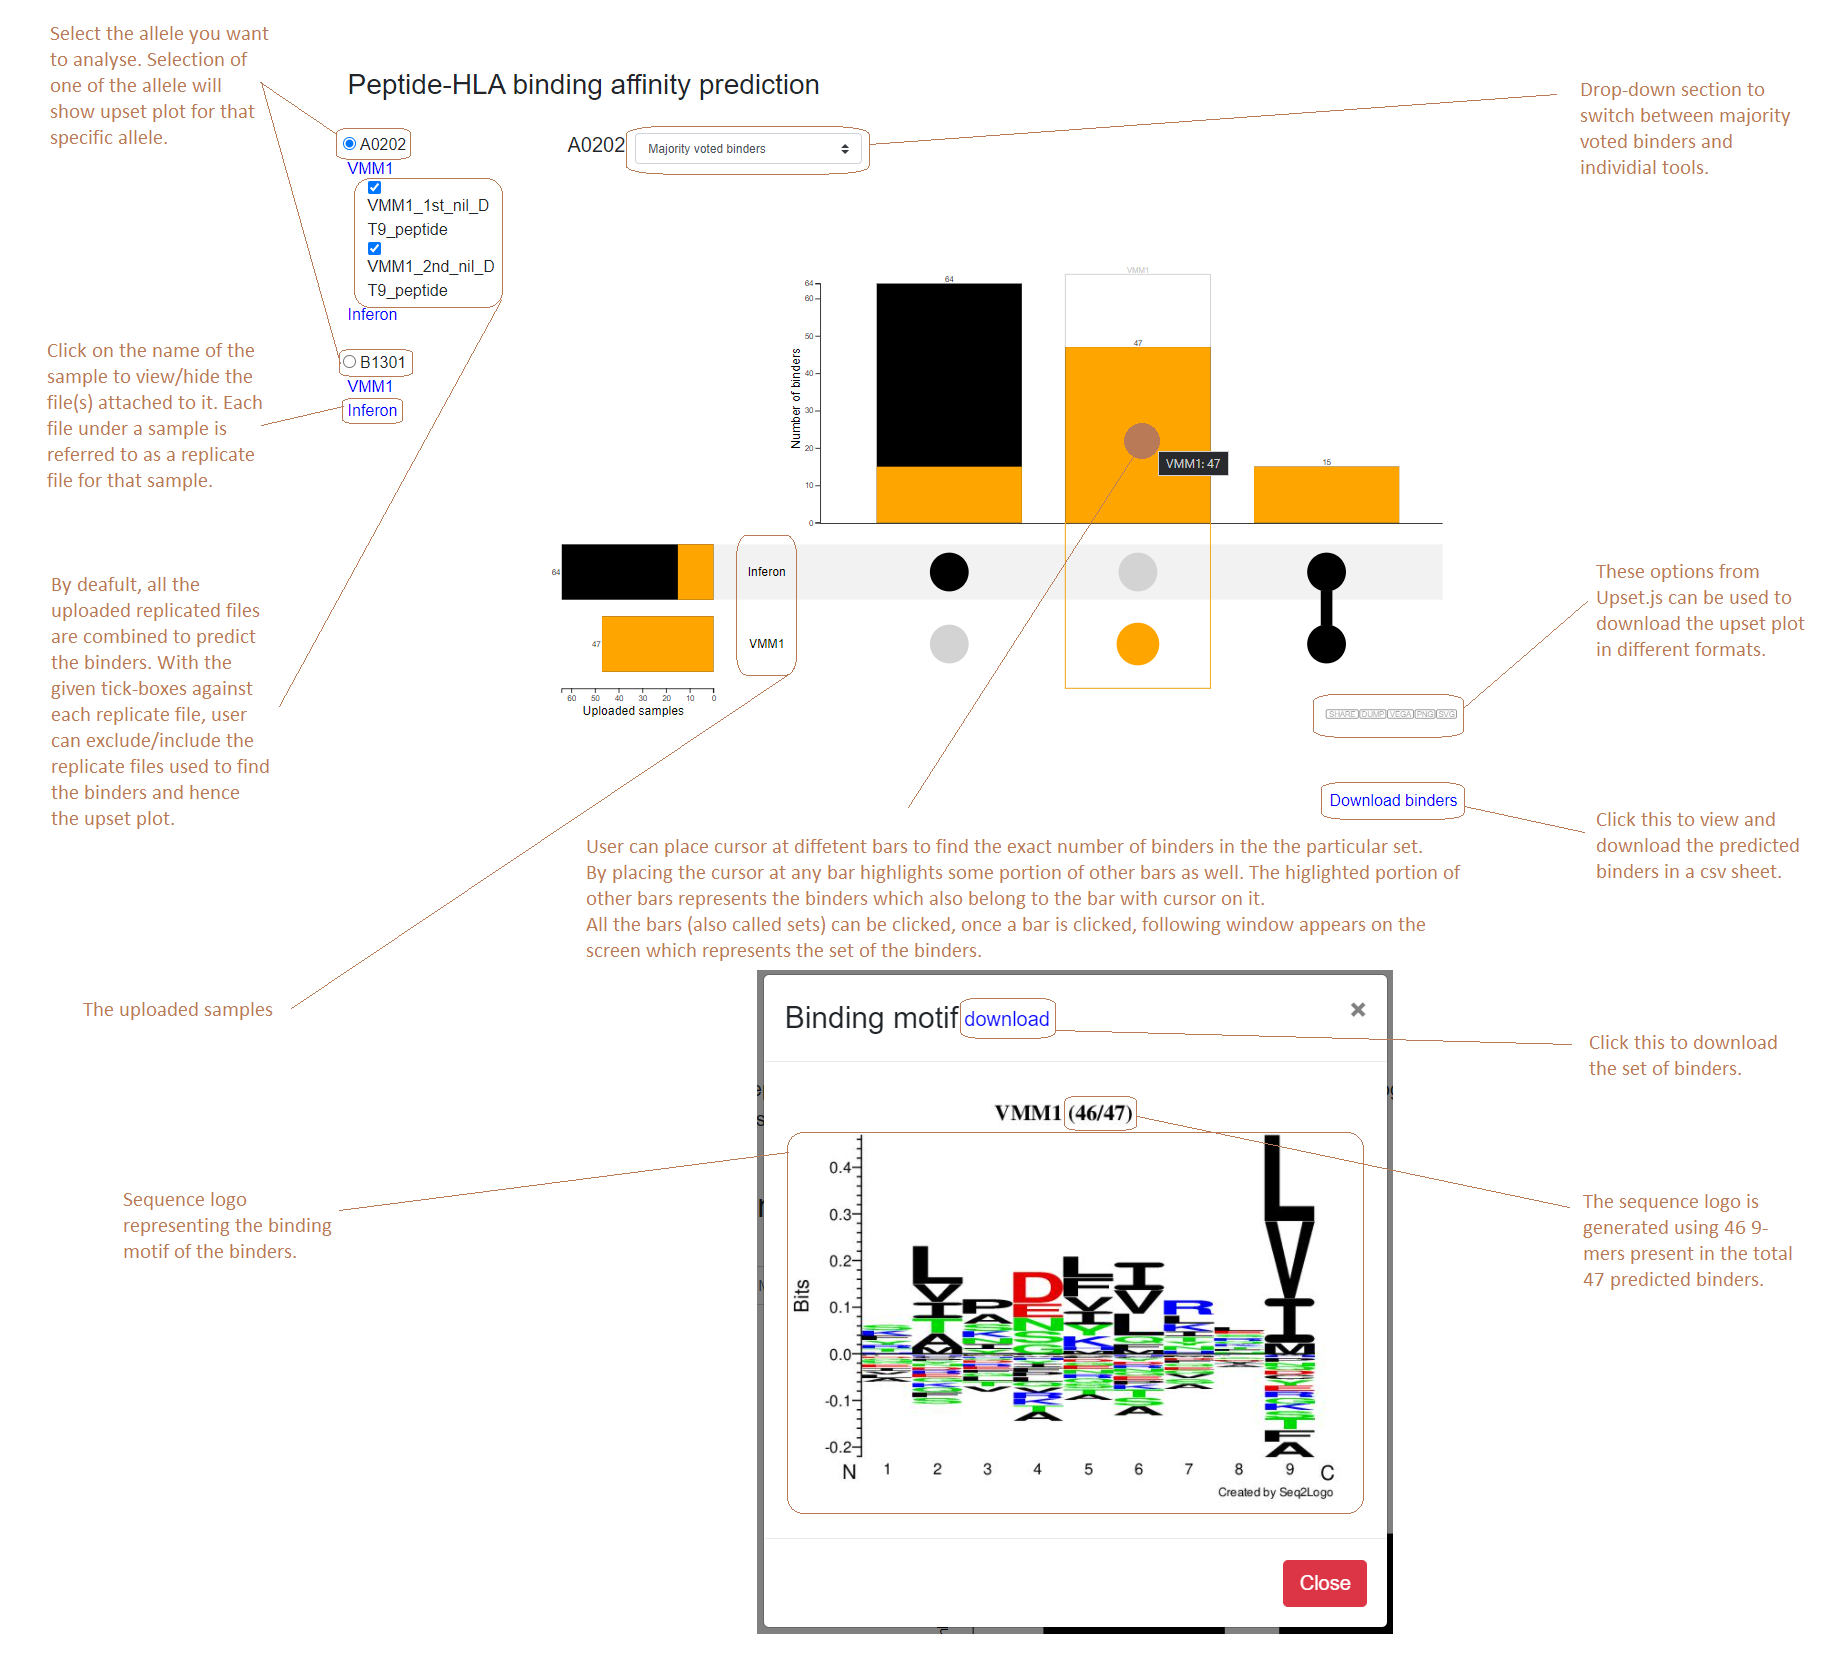 Select the allele you want
to analyse. Selection of
one of the allele will
show upset plot for that
specific allele.
Peptide-HLA binding affinity prediction
A0202
VMM1
VMM1_1st_nil_D
T9_peptide
VMM1_2nd_nil_D
T9_peptide
Inferon
B1301
VMM1
Inferon
A0202 Majority voted binders
Drop-down section to
switch between majority
voted binders and
individial tools.
Click on the name of the
sample to view/hide the
file(s) attached to it. Each
file under a sample is
referred to as a replicate
file for that sample.
By deafult, all the
uploaded replicated files
are combined to predict
the binders. With the
given tick-boxes against
each replicate file, user
can exclude/include the
replicate files used to find
the binders and hence
the upset plot.
The uploaded samples
Number of binders
64
60
50
40
30
20
10
0
64
VMM1
47
15
VMM1: 47
64
Inferon
47
VMM1
60 50 40 30 20 10 0
Uploaded samples
These options from
Upset.js can be used to
download the upset plot
in different formats.
SHARE DUMP VEGA PNG SVG
Download binders
Click this to view and
download the predicted
binders in a csv sheet.
User can place cursor at diffetent bars to find the exact number of binders in the the particular set.
By placing the cursor at any bar highlights some portion of other bars as well. The higlighted portion of
other bars represents the binders which also belong to the bar with cursor on it.
All the bars (also called sets) can be clicked, once a bar is clicked, following window appears on the
screen which represents the set of the binders.
Binding motif download ×
Click this to download
the set of binders.
VMM1 (46/47)
Sequence logo
representing the binding
motif of the binders.
The sequence logo is
generated using 46 9-
mers present in the total
47 predicted binders.
Bits
0.4
0.3
0.2
0.1
0.0
-0.1
-0.2
N 1 2 3 4 5 6 7 8 9 C
Created by Seq2Logo
Close